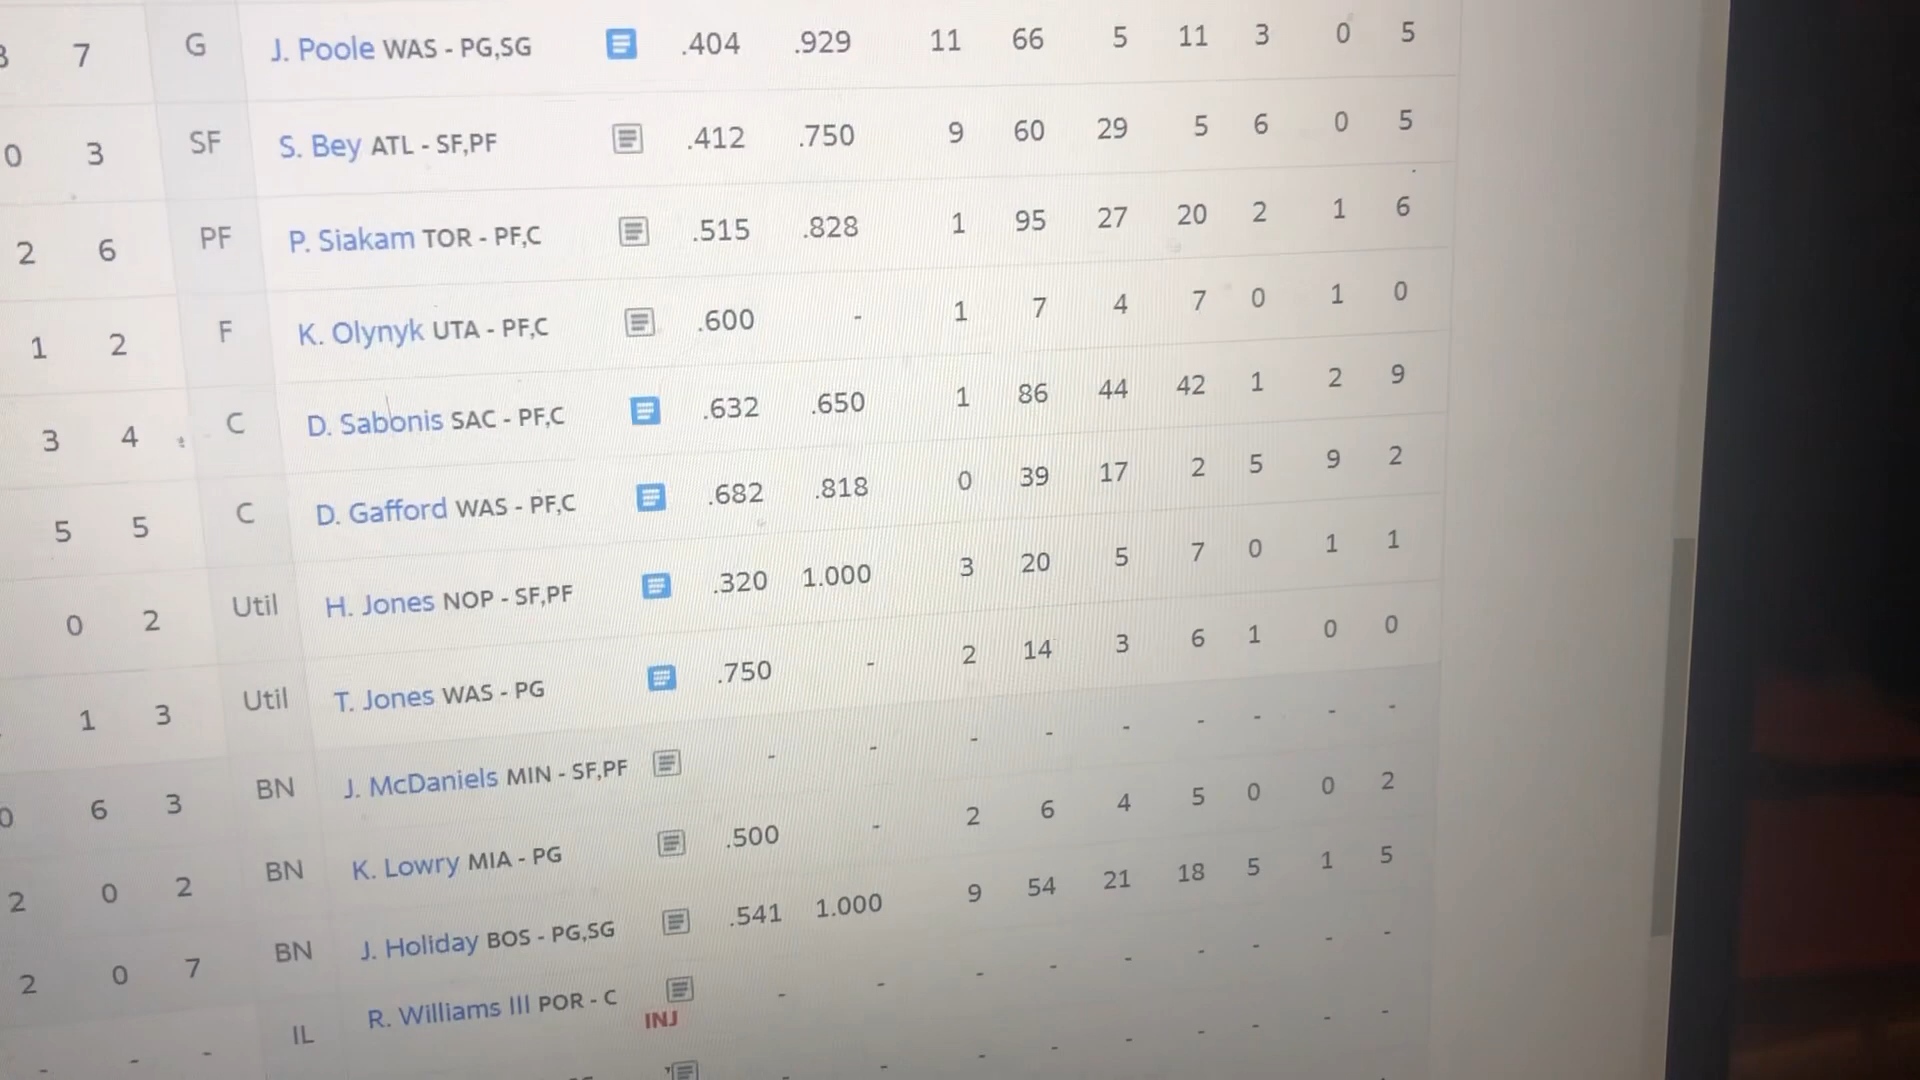 7 G J. Poole WAS - PG,SG .404 .929 11 66 5 11 3 0 5
0 3 SF S. Bey ATL - SF,PF .412 .750 9 60 29 5 6 0 5
2 6 PF P. Siakam TOR - PF,C .515 .828 1 95 27 20 2 1 6
1 2 F K. Olynyk UTA - PF,C .600 - 1 7 4 7 0 1 0
3 4 C D. Sabonis SAC - PF,C .632 .650 1 86 44 42 1 2 9
5 5 C D. Gafford WAS - PF,C .682 .818 0 39 17 2 5 9 2
0 2 Util H. Jones NOP - SF,PF .320 1.000 3 20 5 7 0 1 1
1 3 Util T. Jones WAS - PG .750 - 2 14 3 6 1 0 0
0 6 3 BN J. McDaniels MIN - SF,PF - - - - - - - - -
2 0 2 BN K. Lowry MIA - PG .500 - 2 6 4 5 0 0 2
2 0 7 BN J. Holiday BOS - PG,SG .541 1.000 9 54 21 18 5 1 5
- - - IL R. Williams III POR - C - - - - - - - - -
INJ